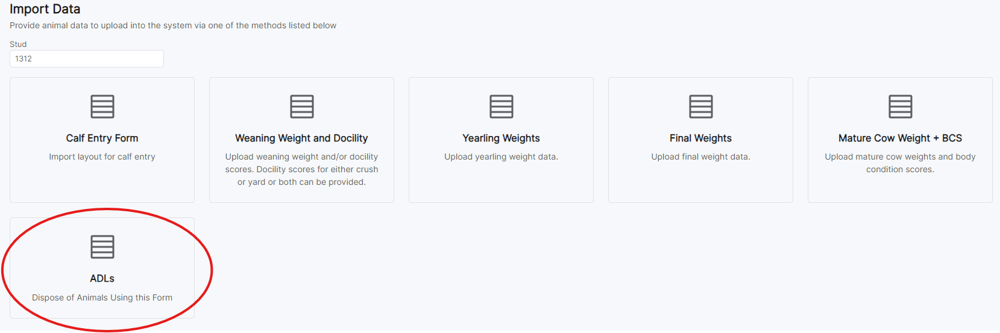 Import Data
Provide animal data to upload into the system via one of the methods listed below
Stud
1312
Calf Entry Form
Import layout for calf entry
Weaning Weight and Docility
Upload weaning weight and/or docility
scores. Docility scores for either crush
or yard or both can be provided.
Yearling Weights
Upload yearling weight data.
Final Weights
Upload final weight data.
Mature Cow Weight + BCS
Upload mature cow weights and body
condition scores.
ADLs
Dispose of Animals Using this Form